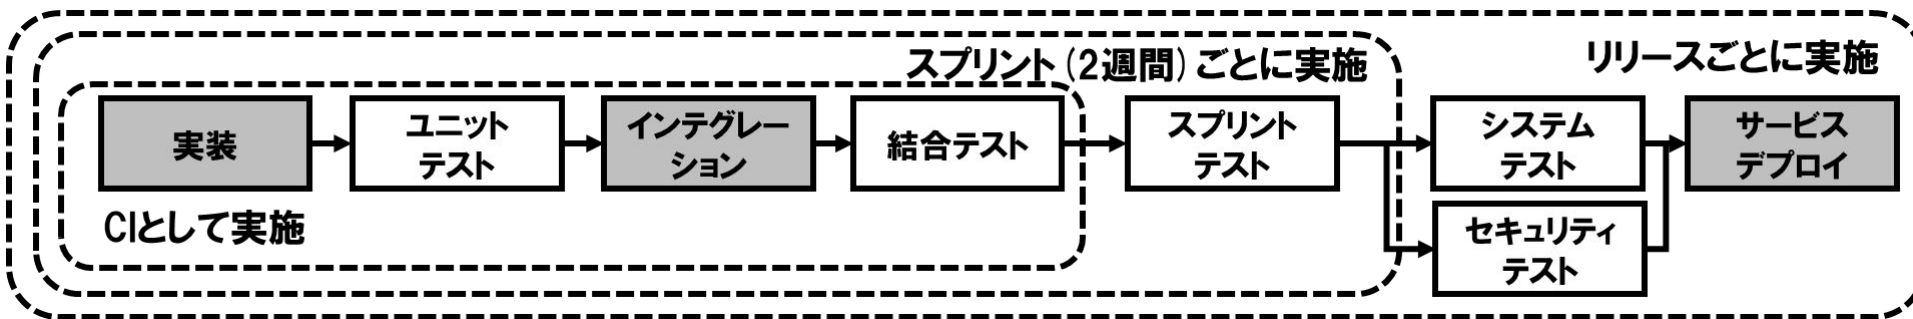 スプリント(2週間)ごとに実施
リリースごとに実施
実装
ユニット
テスト
インテグレー
ション
結合テスト
スプリント
テスト
システム
テスト
サービス
デプロイ
セキュリティ
テスト
CIとして実施